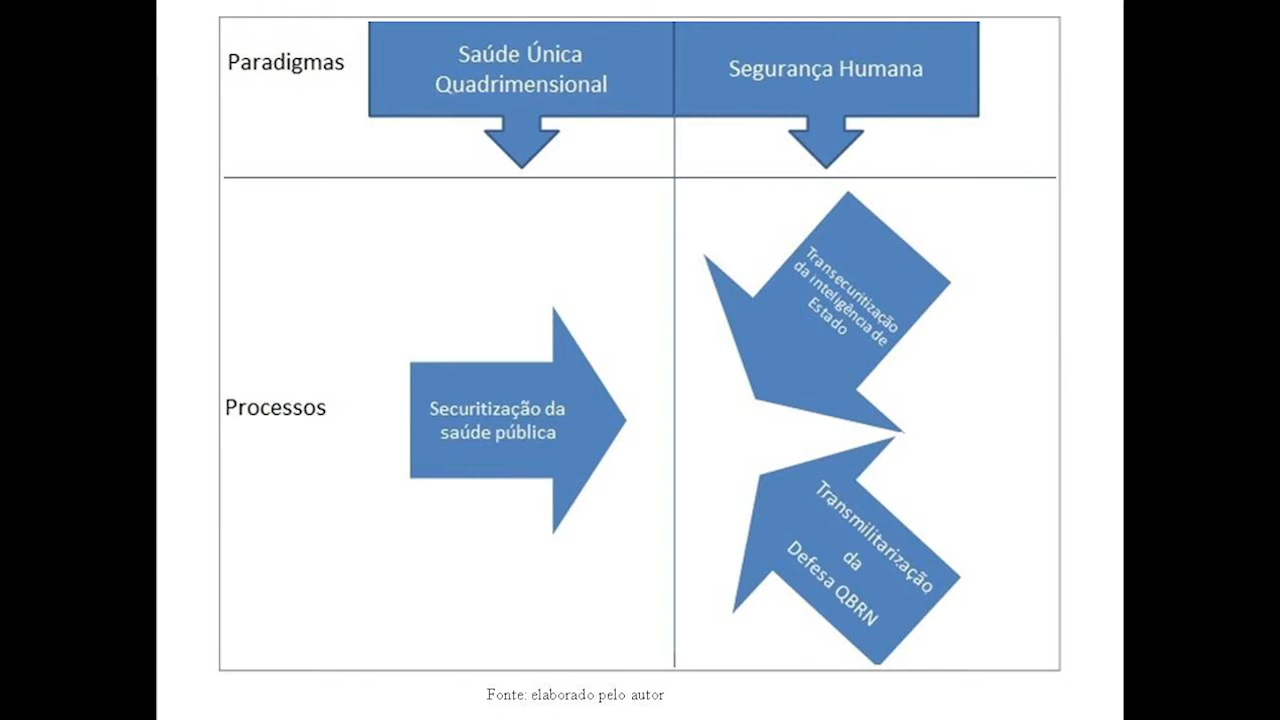 Paradigmas
Saúde Única
Quadrimensional
Segurança Humana
Processos
Securitização da
saúde pública
Transecuritização
da inteligência de
Estado
Transmilitarização
da
Defesa QBRN
Fonte: elaborado pelo autor